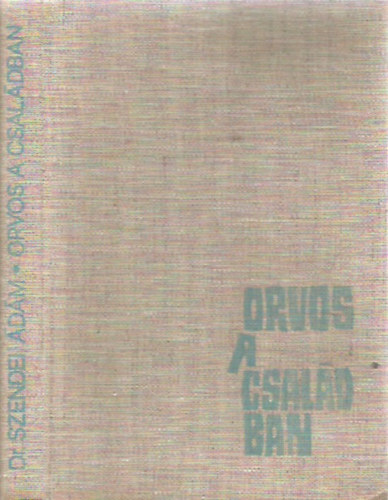 Dr. SZENDEI ÁDÁM • ORVOS A CSALÁDBAN
ORVOS
A
CSALÁD
BAN